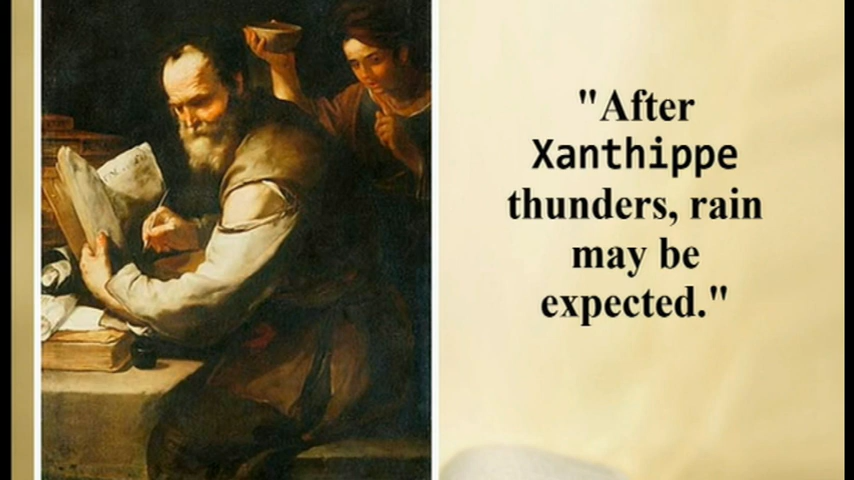 "After
Xanthippe
thunders, rain
may be
expected."